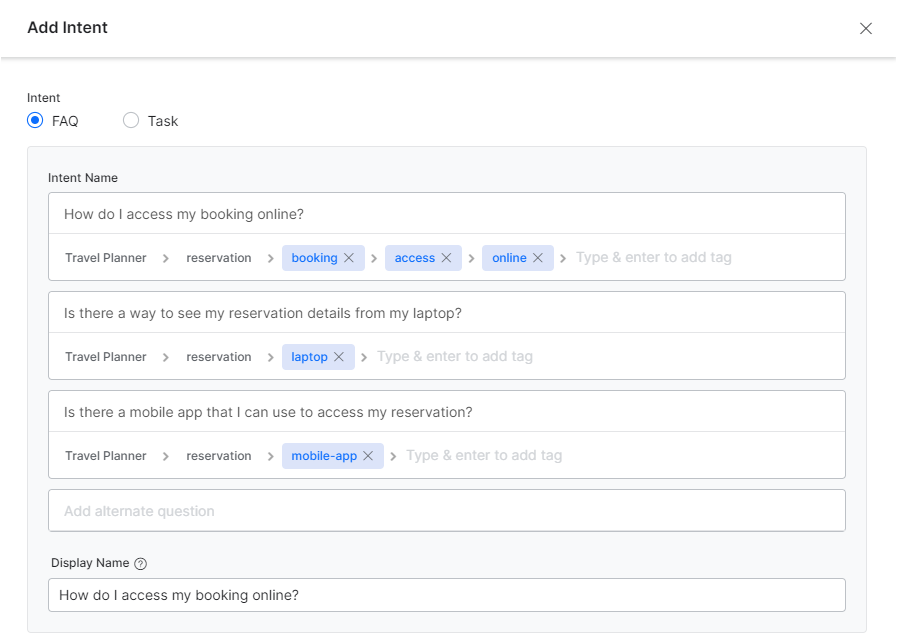 Add Intent
Intent
FAQ Task
Intent Name
How do I access my booking online?
Travel Planner reservation booking access online Type & enter to add tag
Is there a way to see my reservation details from my laptop?
Travel Planner reservation laptop Type & enter to add tag
Is there a mobile app that I can use to access my reservation?
Travel Planner reservation mobile-app Type & enter to add tag
Add alternate question
Display Name
How do I access my booking online?